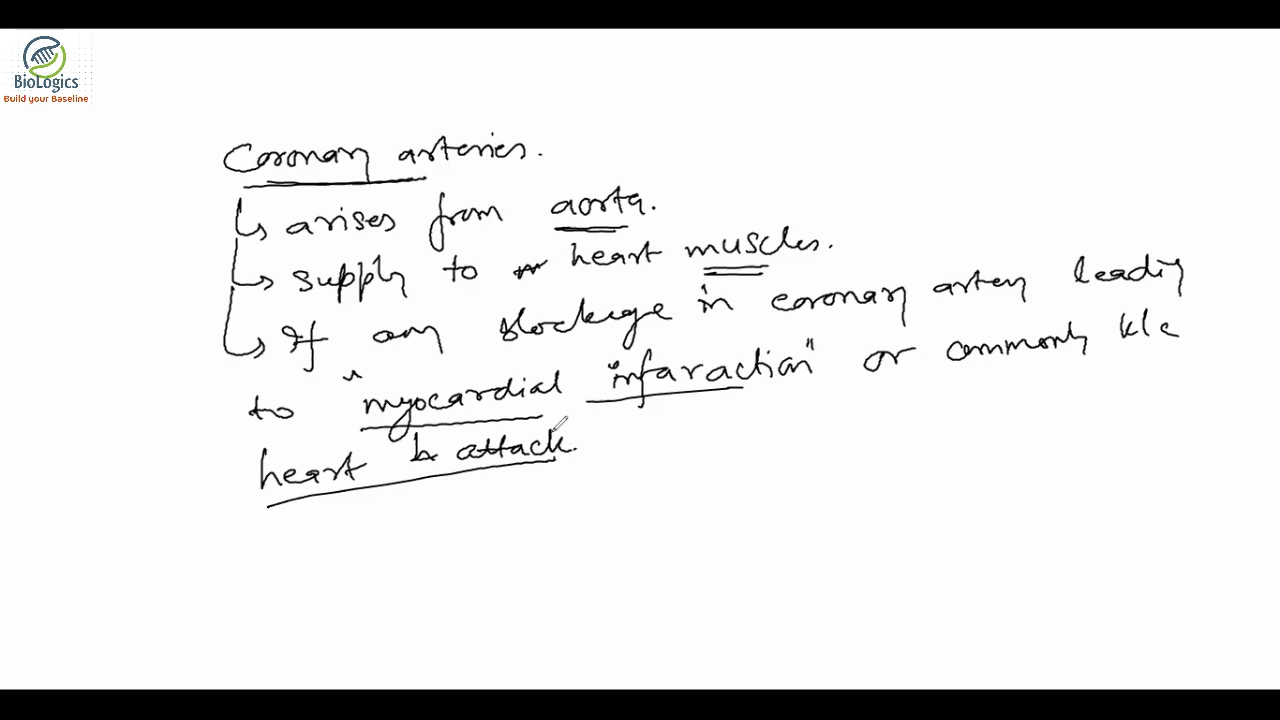 BioLogics
Build your Baseline
Coronary arteries.
↳ arises from aorta.
↳ supply to heart muscles.
↳ If any blockage in coronary artery leading
to "myocardial infaraction" or commonly k/a
heart attack.